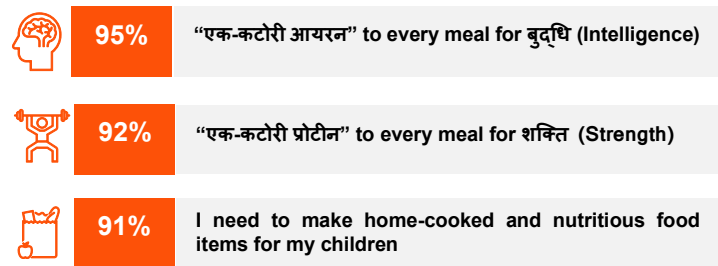 95%
“एक-कटोरी आयरन” to every meal for बुद्धि (Intelligence)
92%
“एक-कटोरी प्रोटीन” to every meal for शक्ति (Strength)
91%
I need to make home-cooked and nutritious food
items for my children